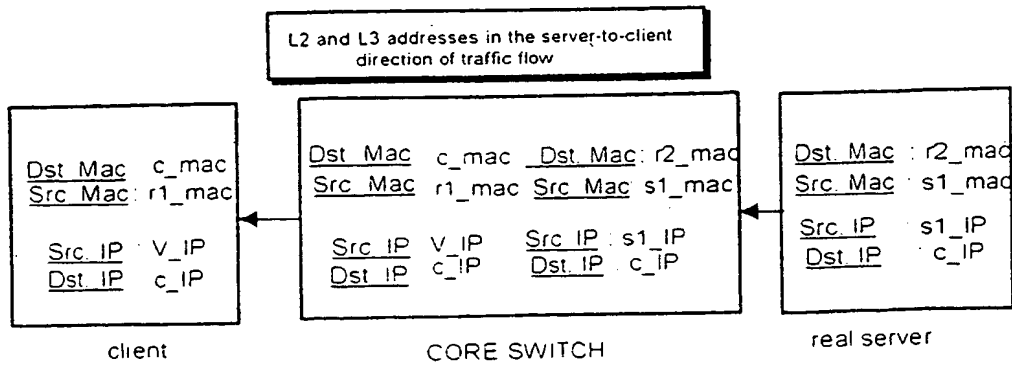 L2 and L3 addresses in the server-to-client
direction of traffic flow
Dst Mac c_mac
Src Mac: r1_mac
Src. IP V_IP
Dst. IP c_IP
client
Dst Mac c_mac Dst. Mac: r2_mac
Src Mac r1_mac Src Mac s1_mac
Src. IP V_IP Src IP : s1_IP
Dst IP c_IP Dst. IP : c_IP
CORE SWITCH
Dst. Mac : r2_mac
Src. Mac s1_mac
Src. IP : s1_IP
Dst. IP c_IP
real server